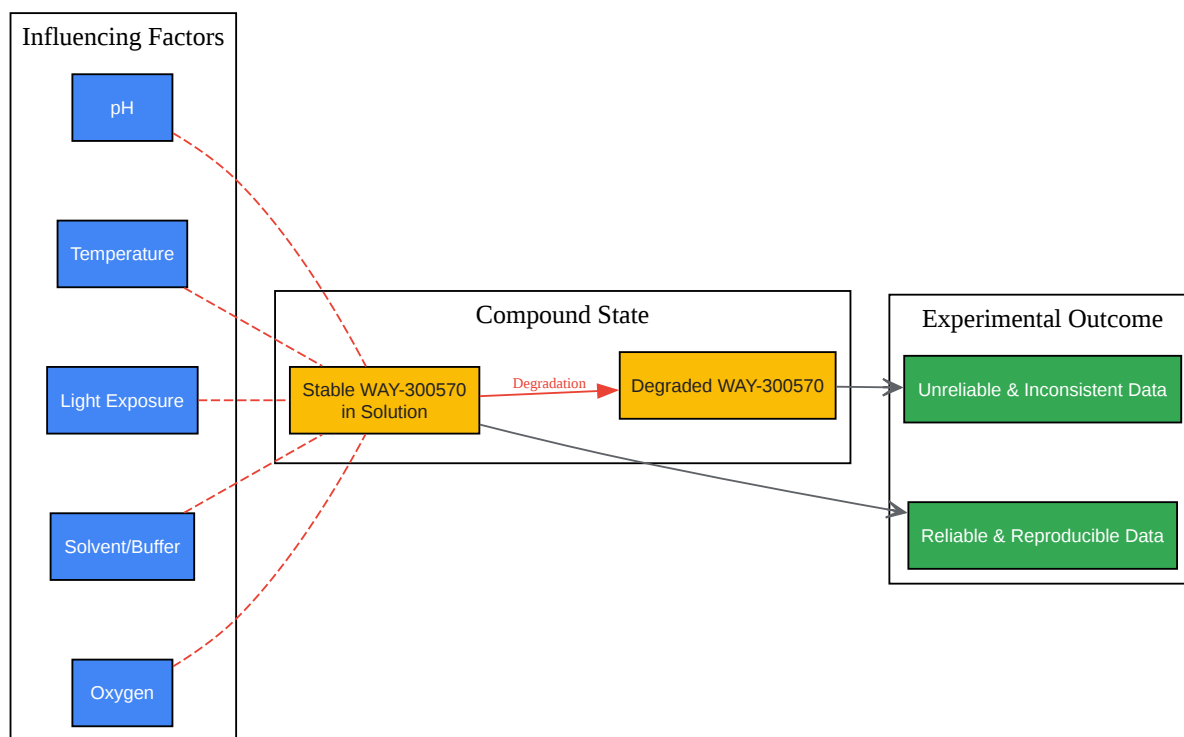 Influencing Factors
pH
Temperature
Light Exposure
Solvent/Buffer
Oxygen
Compound State
Stable WAY-300570
in Solution
Degradation
Degraded WAY-300570
Experimental Outcome
Unreliable & Inconsistent Data
Reliable & Reproducible Data